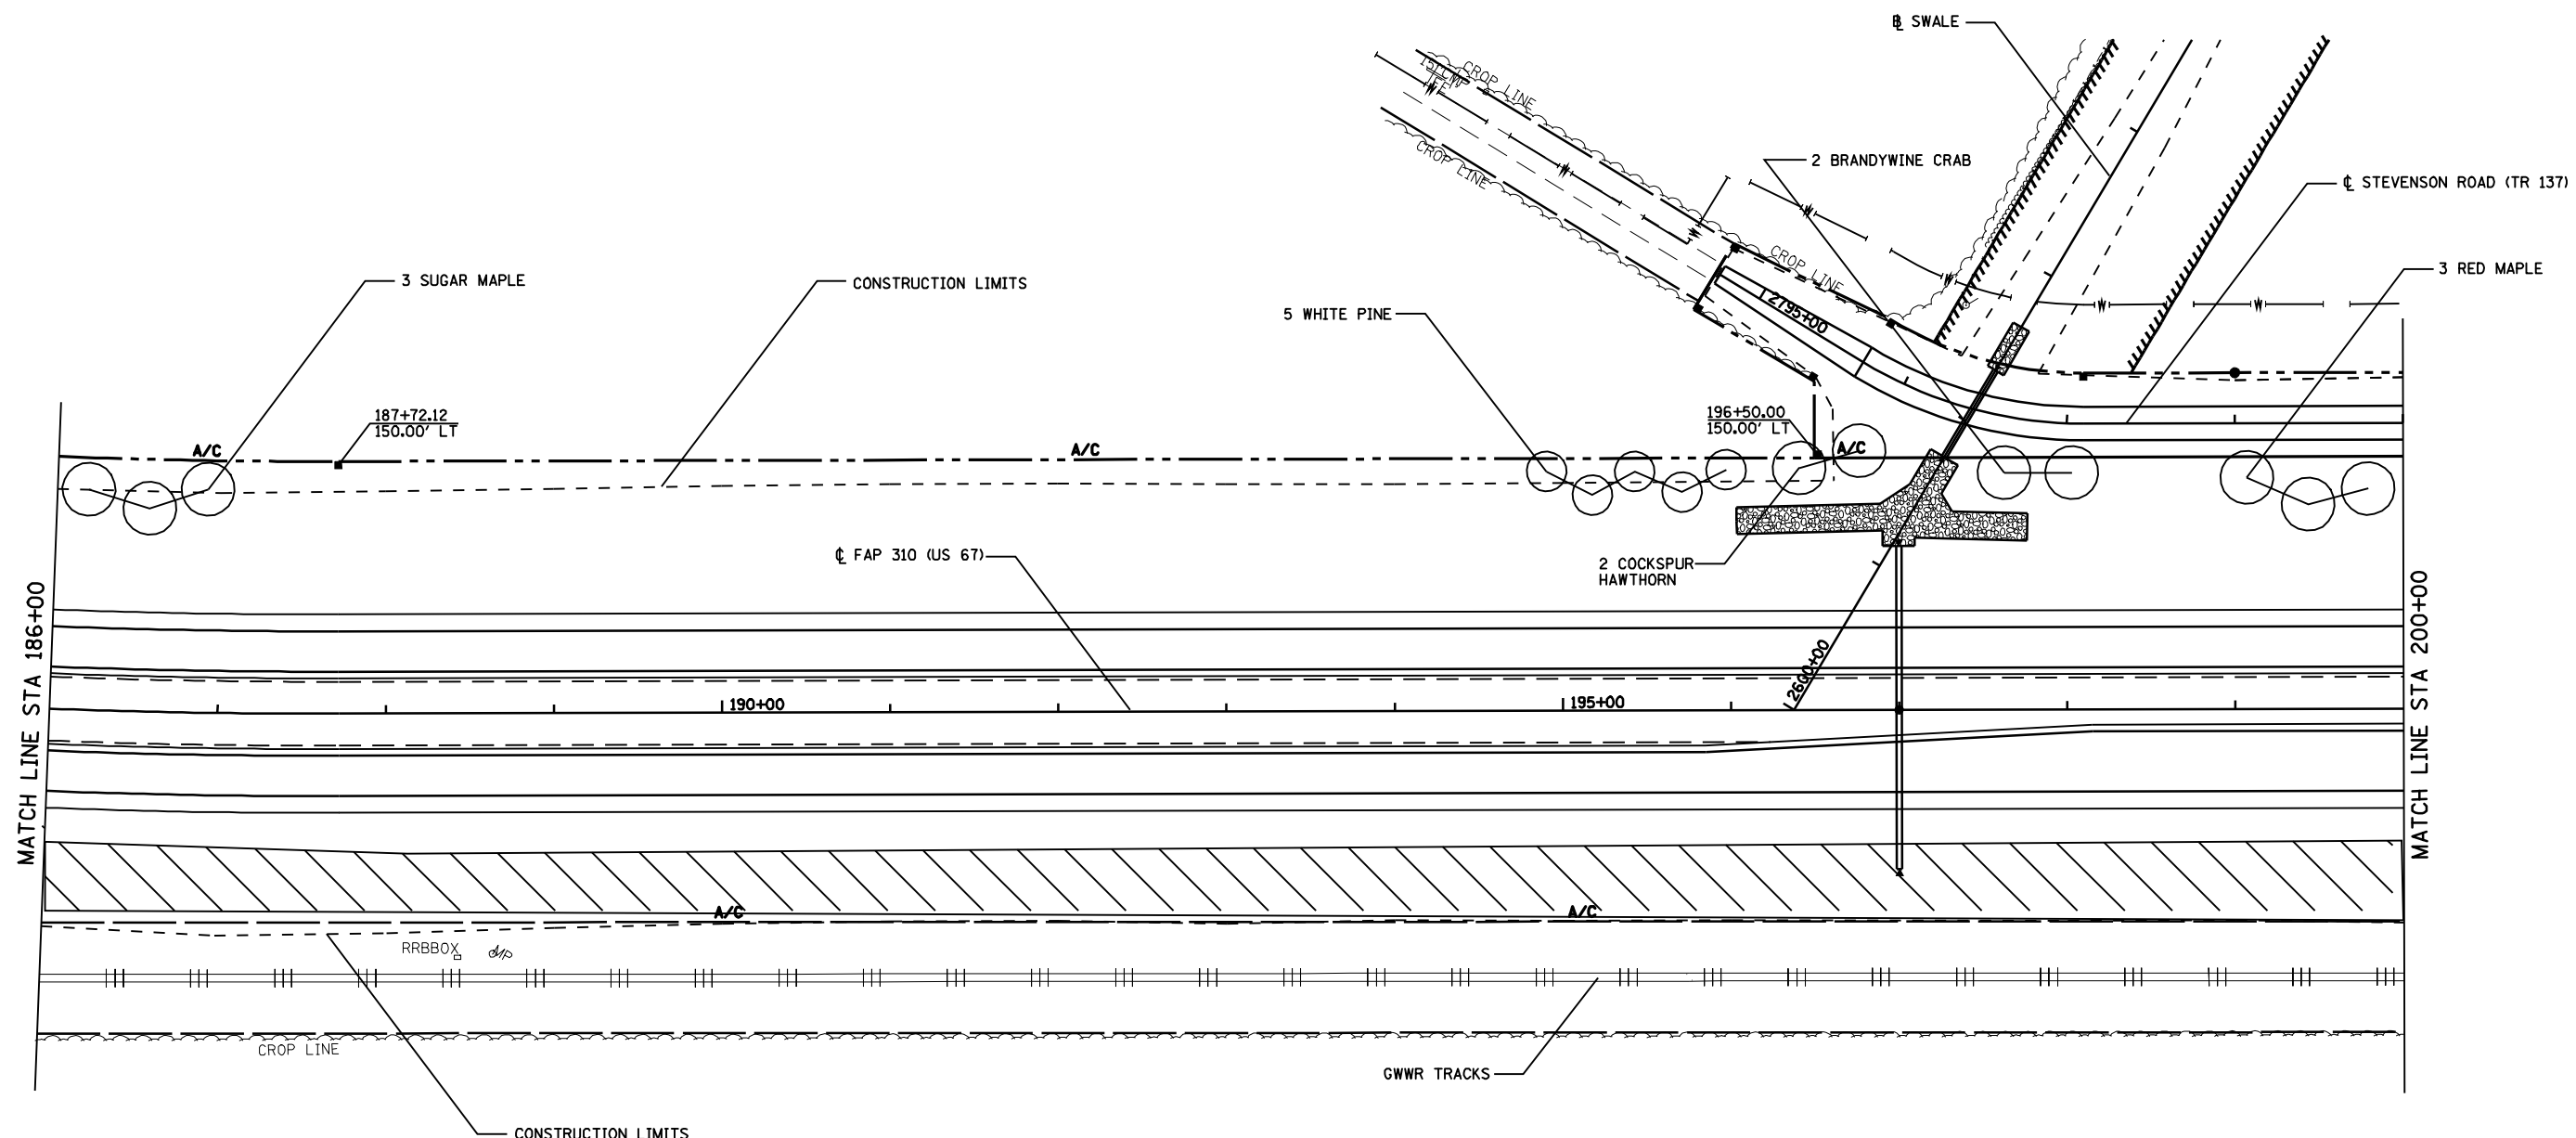 ℄ SWALE
CROP LINE
15" CMP
CROP LINE
2 BRANDYWINE CRAB
℄ STEVENSON ROAD (TR 137)
W
W
W
W
W
W
W
CROP LINE
3 RED MAPLE
3 SUGAR MAPLE
CONSTRUCTION LIMITS
5 WHITE PINE
2795+00
187+72.12
150.00' LT
196+50.00
150.00' LT
A/C
A/C
A/C
℄ FAP 310 (US 67)
2 COCKSPUR
HAWTHORN
MATCH LINE STA 186+00
MATCH LINE STA 200+00
2600+00
190+00
195+00
A/C
A/C
RRBBOX
CROP LINE
GWWR TRACKS
CONSTRUCTION LIMITS